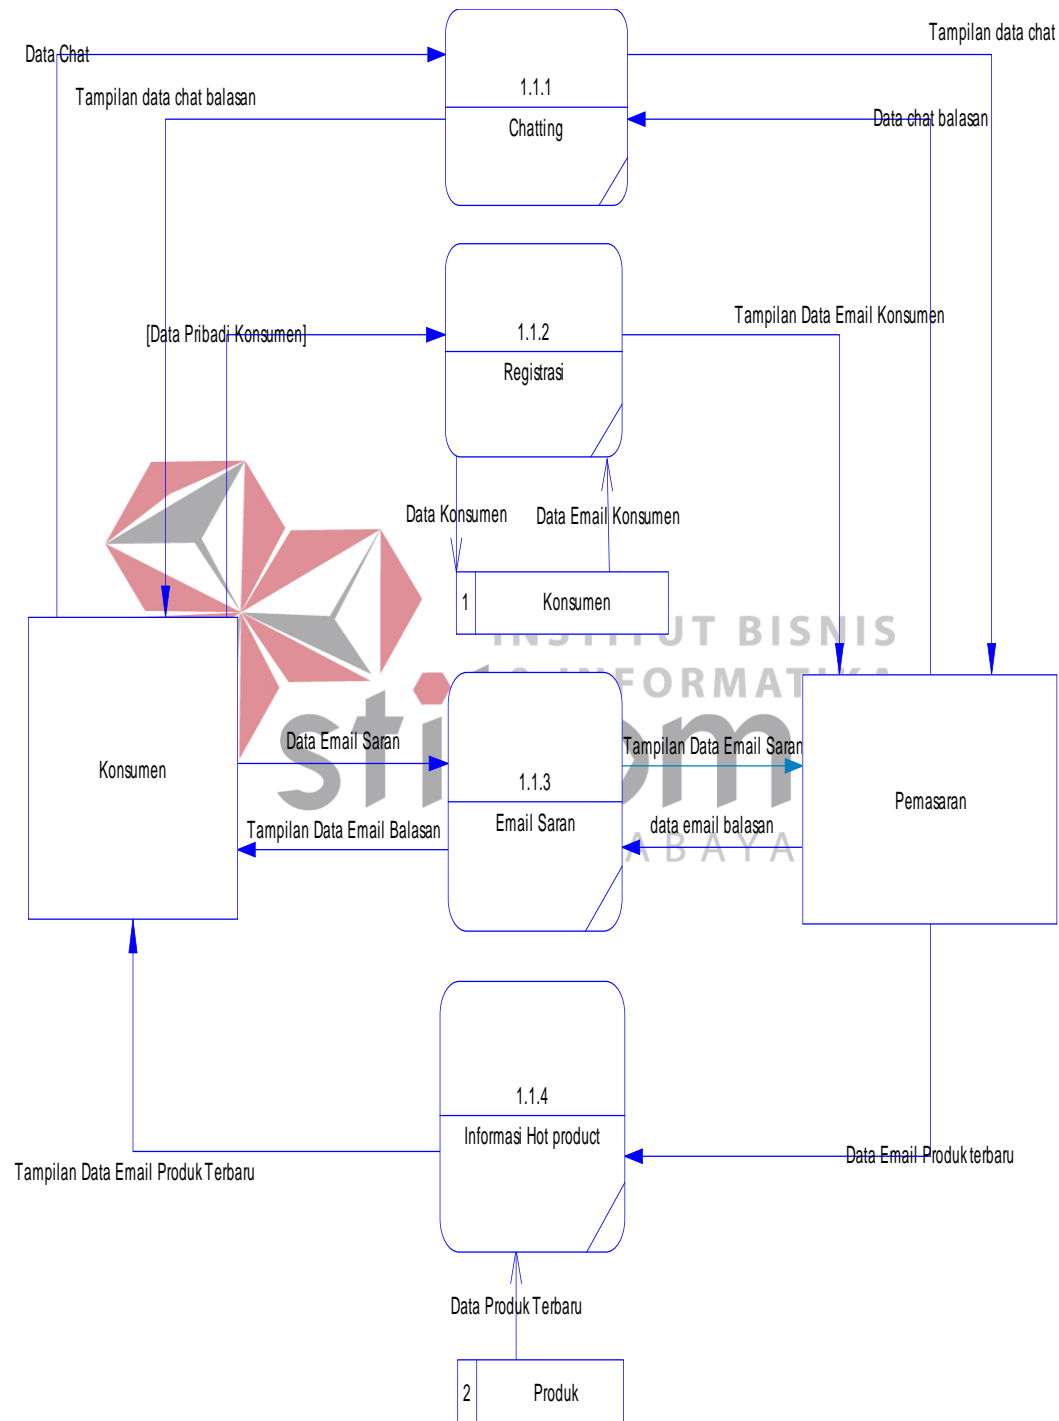 Tampilan data chat
Data Chat
1.1.1
Tampilan data chat balasan
Chatting
Data chat balasan
Tampilan Data Email Konsumen
[Data Pribadi Konsumen]
1.1.2
Registrasi
Data Konsumen
Data Email Konsumen
1
Konsumen
INSTITUT BISNIS
& INFORMATIKA
stikom
SURABAYA
Data Email Saran
Tampilan Data Email Saran
Konsumen
1.1.3
Pemasaran
Email Saran
data email balasan
Tampilan Data Email Balasan
1.1.4
Informasi Hot product
Data Email Produk terbaru
Tampilan Data Email Produk Terbaru
Data Produk Terbaru
2
Produk